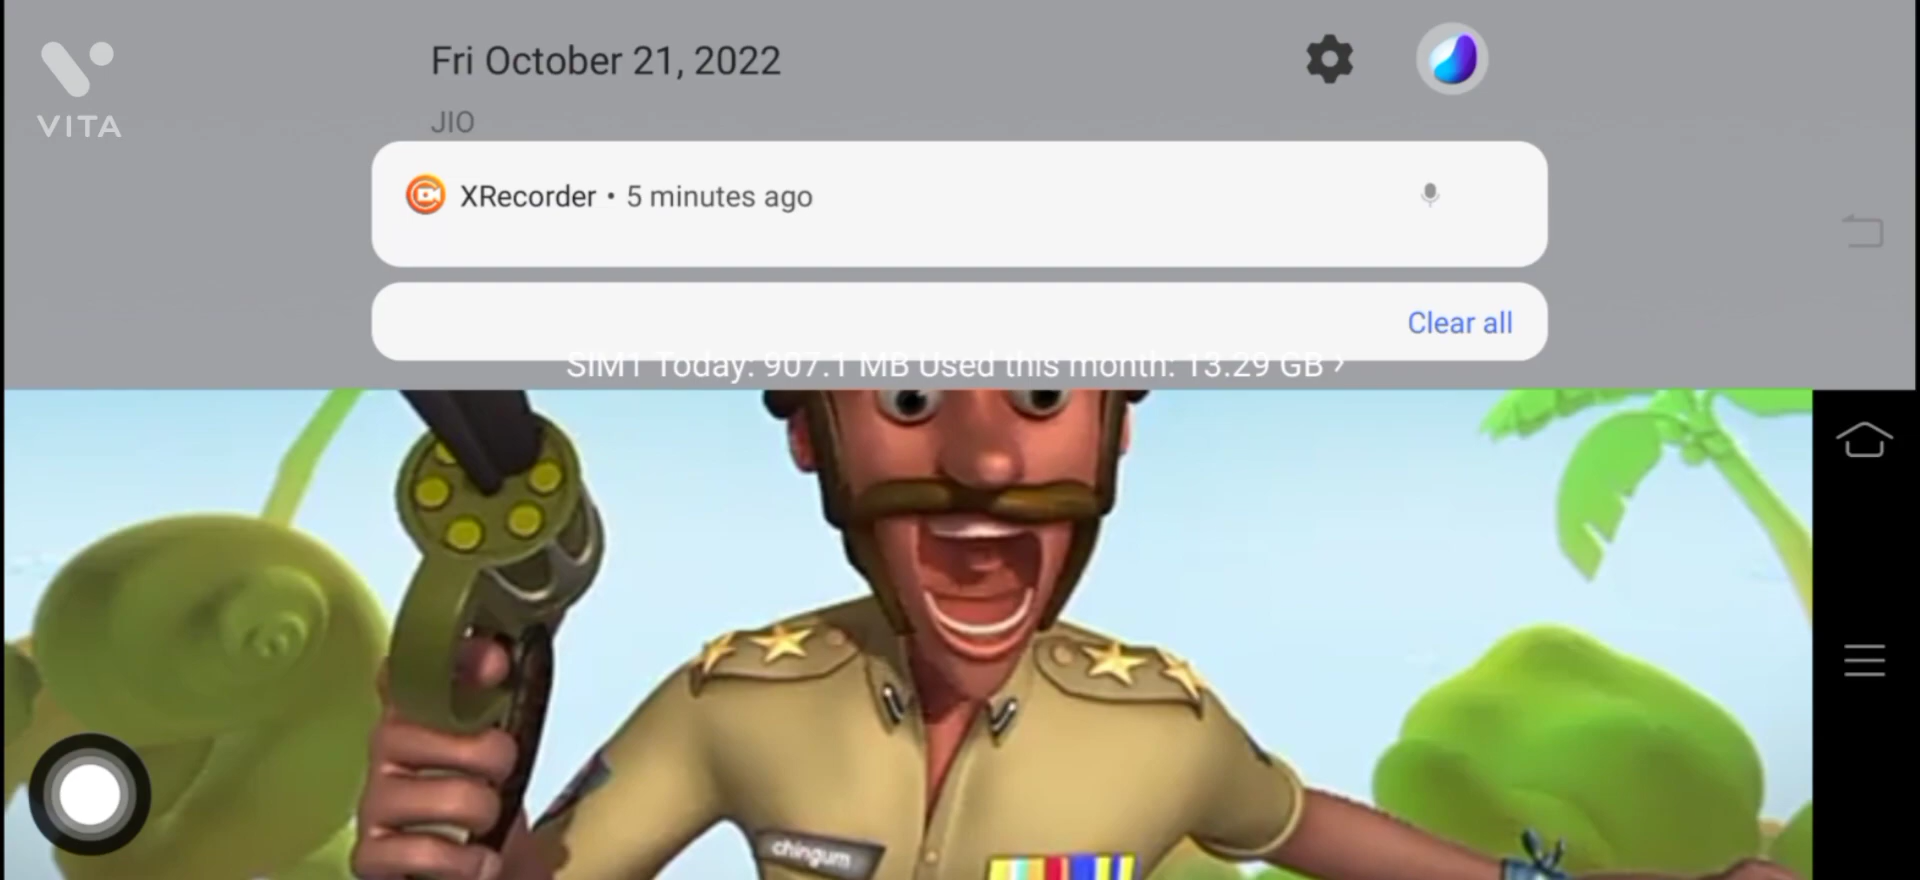 VITA
Fri October 21, 2022
JIO
XRecorder • 5 minutes ago
Clear all
SIM1 Today: 907.1 MB Used this month: 13.29 GB ›
chingum